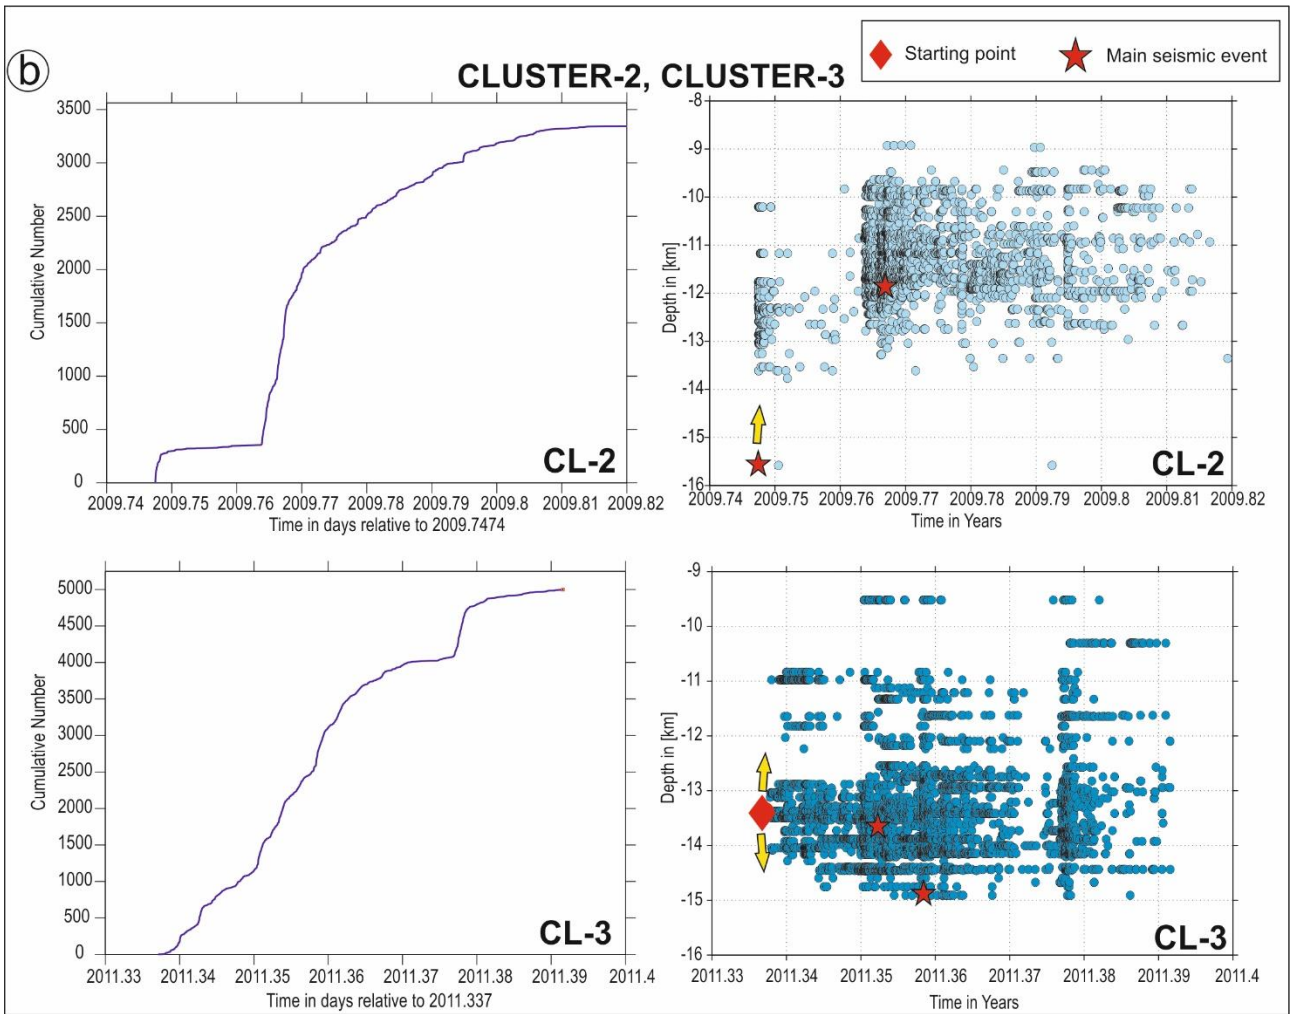 b
Starting point
Main seismic event
CLUSTER-2, CLUSTER-3
Cumulative Number
3500
3000
2500
2000
1500
1000
500
0
CL-2
2009.74 2009.75 2009.76 2009.77 2009.78 2009.79 2009.8 2009.81 2009.82
Time in days relative to 2009.7474
Depth in [km]
-8
-9
-10
-11
-12
-13
-14
-15
-16
CL-2
2009.74 2009.75 2009.76 2009.77 2009.78 2009.79 2009.8 2009.81 2009.82
Time in Years
Cumulative Number
5000
4500
4000
3500
3000
2500
2000
1500
1000
500
0
CL-3
2011.33 2011.34 2011.35 2011.36 2011.37 2011.38 2011.39 2011.4
Time in days relative to 2011.337
Depth in [km]
-9
-10
-11
-12
-13
-14
-15
-16
CL-3
2011.33 2011.34 2011.35 2011.36 2011.37 2011.38 2011.39 2011.4
Time in Years